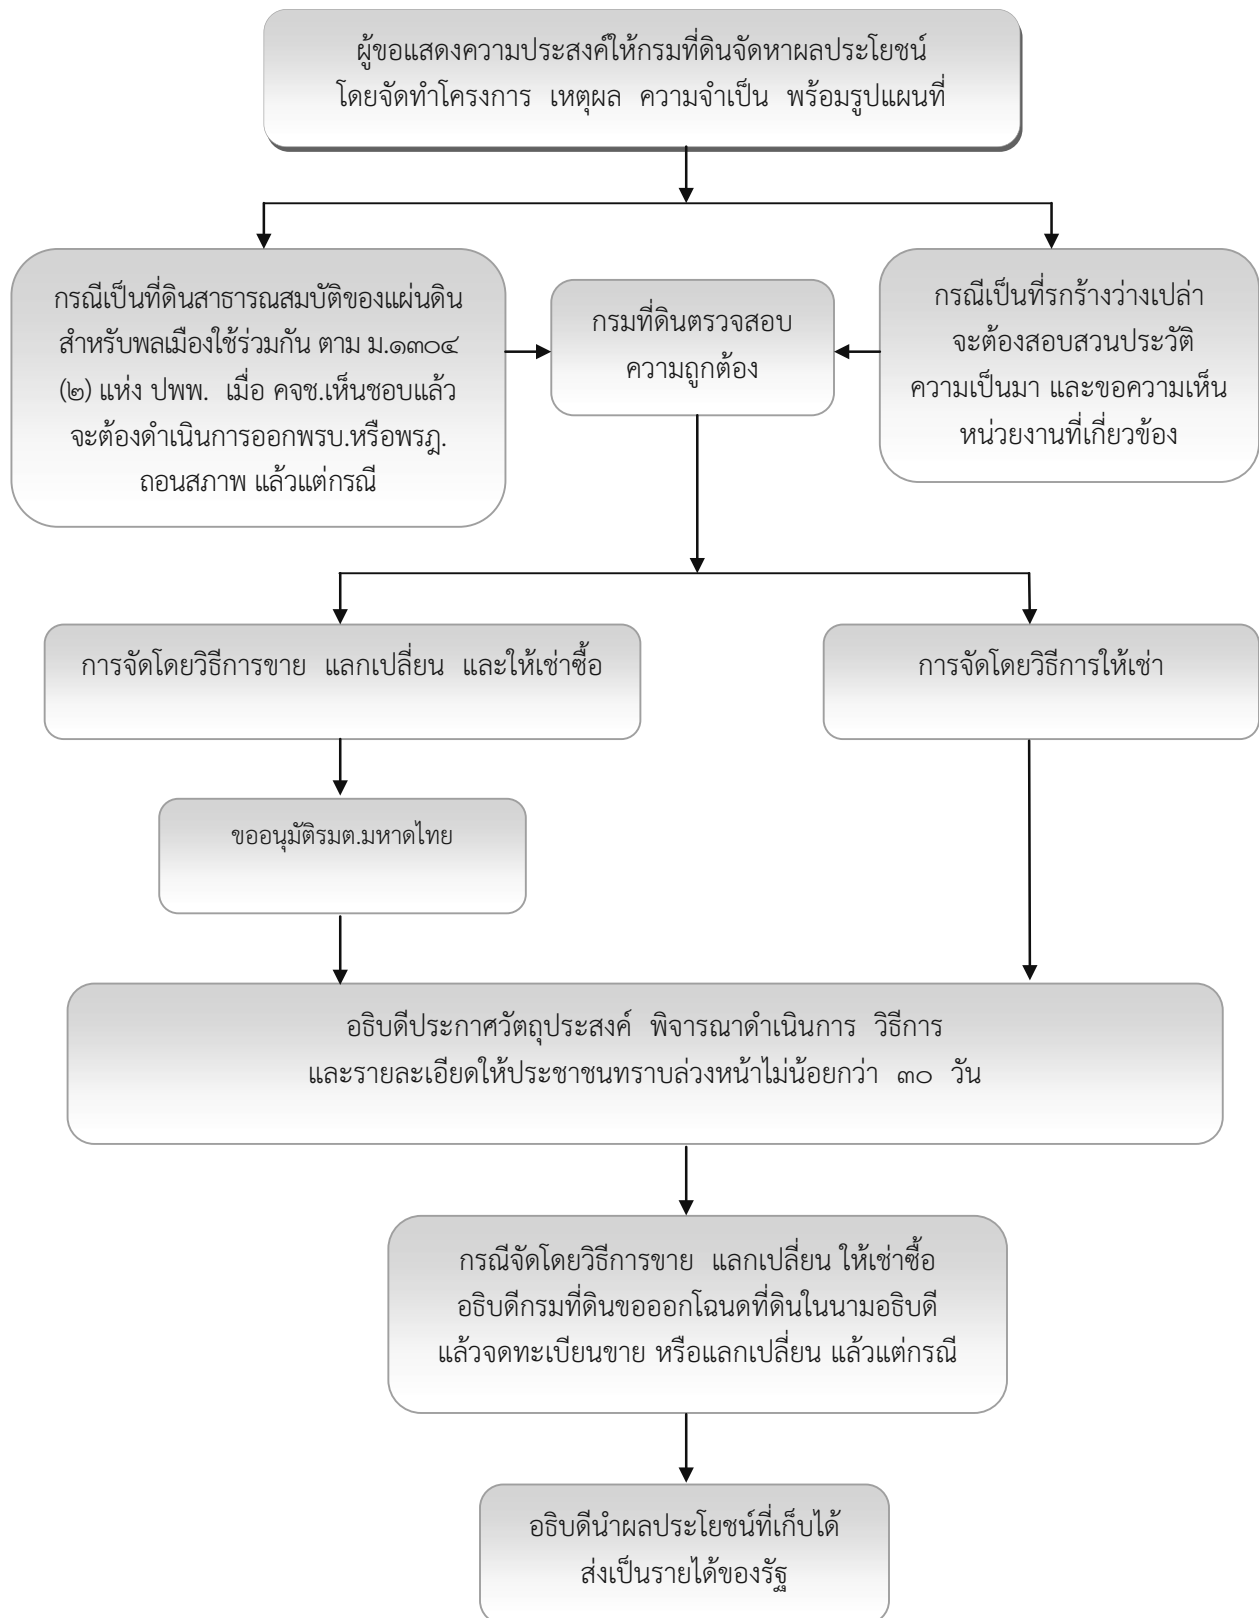 ผู้ขอแสดงความประสงค์ให้กรมที่ดินจัดหาผลประโยชน์
โดยจัดทำโครงการ เหตุผล ความจำเป็น พร้อมรูปแผนที่
กรณีเป็นที่ดินสาธารณสมบัติของแผ่นดิน
สำหรับพลเมืองใช้ร่วมกัน ตาม ม.๑๓๐๔
(๒) แห่ง ปพพ. เมื่อ คจช.เห็นชอบแล้ว
จะต้องดำเนินการออกพรบ.หรือพรฎ.
ถอนสภาพ แล้วแต่กรณี
กรมที่ดินตรวจสอบ
ความถูกต้อง
กรณีเป็นที่รกร้างว่างเปล่า
จะต้องสอบสวนประวัติ
ความเป็นมา และขอความเห็น
หน่วยงานที่เกี่ยวข้อง
การจัดโดยวิธีการขาย แลกเปลี่ยน และให้เช่าซื้อ
การจัดโดยวิธีการให้เช่า
ขออนุมัติรมต.มหาดไทย
อธิบดีประกาศวัตถุประสงค์ พิจารณาดำเนินการ วิธีการ
และรายละเอียดให้ประชาชนทราบล่วงหน้าไม่น้อยกว่า ๓๐ วัน
กรณีจัดโดยวิธีการขาย แลกเปลี่ยน ให้เช่าซื้อ
อธิบดีกรมที่ดินขอออกโฉนดที่ดินในนามอธิบดี
แล้วจดทะเบียนขาย หรือแลกเปลี่ยน แล้วแต่กรณี
อธิบดีนำผลประโยชน์ที่เก็บได้
ส่งเป็นรายได้ของรัฐ